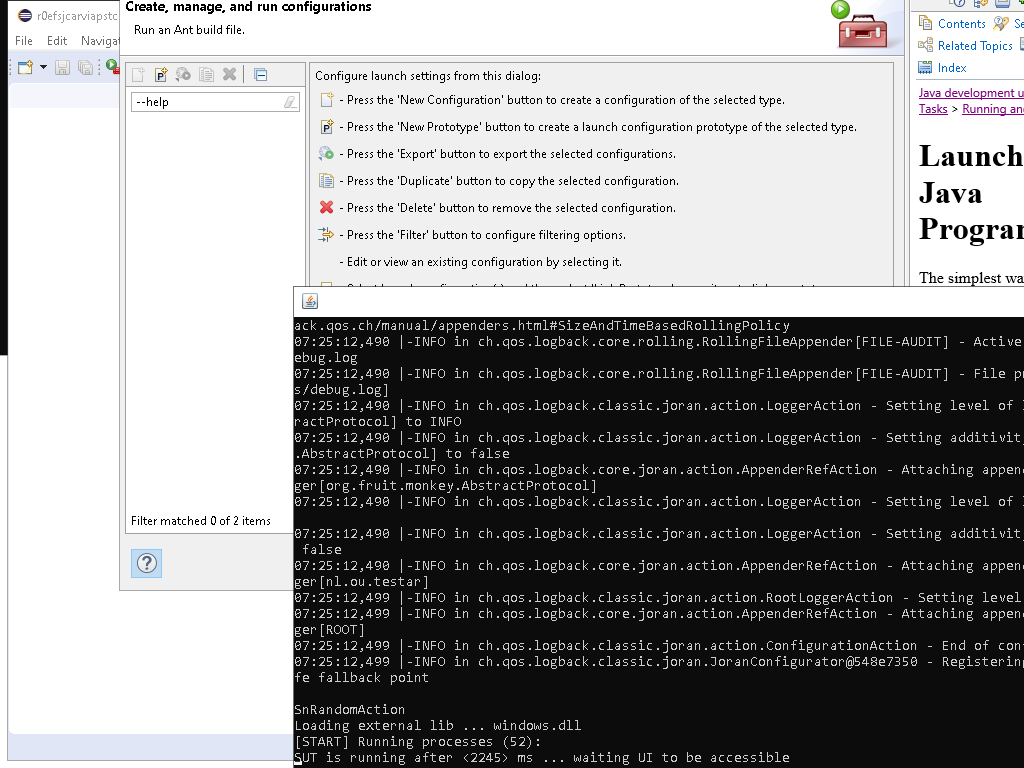 r0efsjcarviapstc
File Edit Navigat
Create, manage, and run configurations
Run an Ant build file.
--help
Filter matched 0 of 2 items
Configure launch settings from this dialog:
- Press the 'New Configuration' button to create a configuration of the selected type.
- Press the 'New Prototype' button to create a launch configuration prototype of the selected type.
- Press the 'Export' button to export the selected configurations.
- Press the 'Duplicate' button to copy the selected configuration.
- Press the 'Delete' button to remove the selected configuration.
- Press the 'Filter' button to configure filtering options.
- Edit or view an existing configuration by selecting it.
Contents Se
Related Topics
Index
Java development u
Tasks > Running and
Launch
Java
Program
The simplest wa
ack.qos.ch/manual/appenders.html#SizeAndTimeBasedRollingPolicy
07:25:12,490 |-INFO in ch.qos.logback.core.rolling.RollingFileAppender[FILE-AUDIT] - Active
ebug.log
07:25:12,490 |-INFO in ch.qos.logback.core.rolling.RollingFileAppender[FILE-AUDIT] - File pr
s/debug.log]
07:25:12,490 |-INFO in ch.qos.logback.classic.joran.action.LoggerAction - Setting level of l
ractProtocol] to INFO
07:25:12,490 |-INFO in ch.qos.logback.classic.joran.action.LoggerAction - Setting additivit
.AbstractProtocol] to false
07:25:12,490 |-INFO in ch.qos.logback.core.joran.action.AppenderRefAction - Attaching appen
ger[org.fruit.monkey.AbstractProtocol]
07:25:12,490 |-INFO in ch.qos.logback.classic.joran.action.LoggerAction - Setting level of l
07:25:12,490 |-INFO in ch.qos.logback.classic.joran.action.LoggerAction - Setting additivit
false
07:25:12,490 |-INFO in ch.qos.logback.core.joran.action.AppenderRefAction - Attaching appen
ger[nl.ou.testar]
07:25:12,499 |-INFO in ch.qos.logback.classic.joran.action.RootLoggerAction - Setting level
07:25:12,499 |-INFO in ch.qos.logback.core.joran.action.AppenderRefAction - Attaching appen
ger[ROOT]
07:25:12,499 |-INFO in ch.qos.logback.classic.joran.action.ConfigurationAction - End of con
07:25:12,499 |-INFO in ch.qos.logback.classic.joran.JoranConfigurator@548e7350 - Registering
fe fallback point
SnRandomAction
Loading external lib ... windows.dll
[START] Running processes (52):
SUT is running after <2245> ms ... waiting UI to be accessible